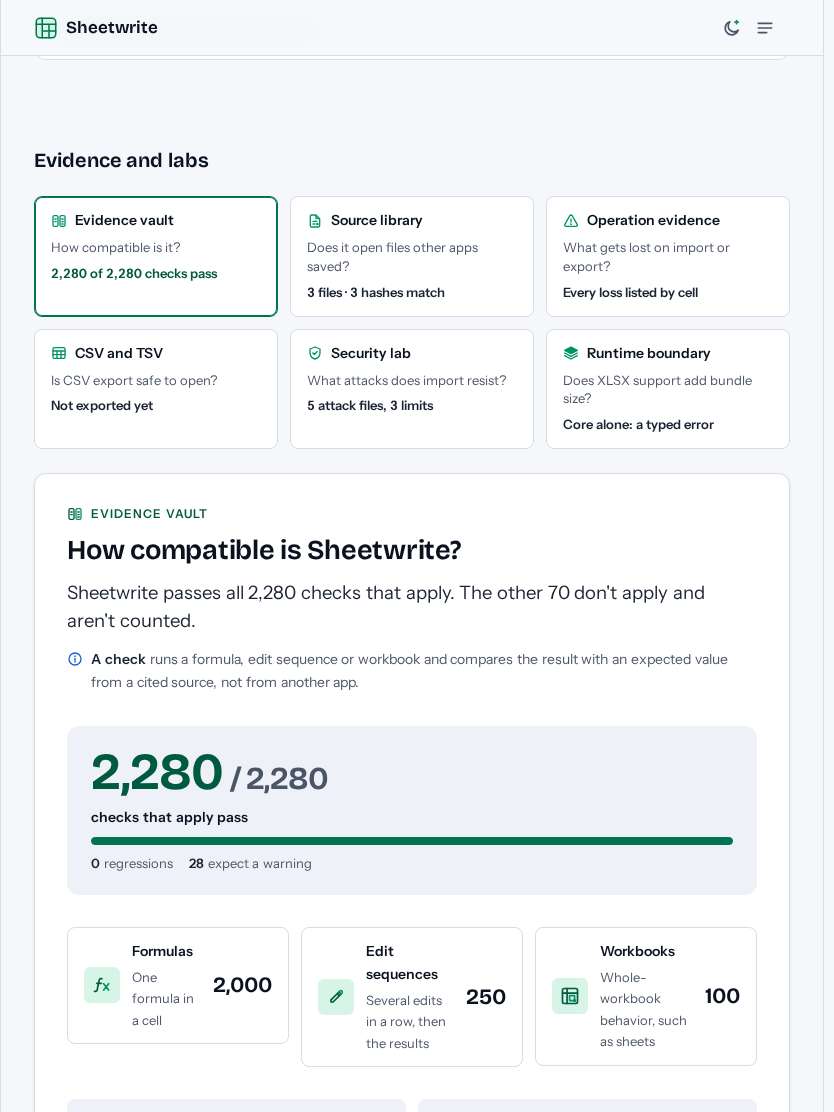 Sheetwrite
Evidence and labs
Evidence vault
How compatible is it?
2,280 of 2,280 checks pass
Source library
Does it open files other apps
saved?
3 files · 3 hashes match
Operation evidence
What gets lost on import or
export?
Every loss listed by cell
CSV and TSV
Is CSV export safe to open?
Not exported yet
Security lab
What attacks does import resist?
5 attack files, 3 limits
Runtime boundary
Does XLSX support add bundle
size?
Core alone: a typed error
EVIDENCE VAULT
How compatible is Sheetwrite?
Sheetwrite passes all 2,280 checks that apply. The other 70 don't apply and
aren't counted.
A check runs a formula, edit sequence or workbook and compares the result with an expected value
from a cited source, not from another app.
2,280 / 2,280
checks that apply pass
0 regressions 28 expect a warning
Formulas
One
formula in
a cell
2,000
Edit
sequences
Several edits
in a row, then
the results
250
Workbooks
Whole-
workbook
behavior, such
as sheets
100